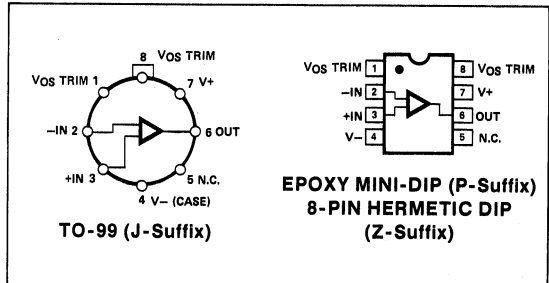 8
VOS TRIM
VOS TRIM 1
7 V+
–IN 2
6 OUT
+IN 3
5 N.C.
4 V– (CASE)
TO-99 (J-Suffix)
VOS TRIM 1
8 VOS TRIM
–IN 2
7 V+
+IN 3
6 OUT
V– 4
5 N.C.
EPOXY MINI-DIP (P-Suffix)
8-PIN HERMETIC DIP
(Z-Suffix)